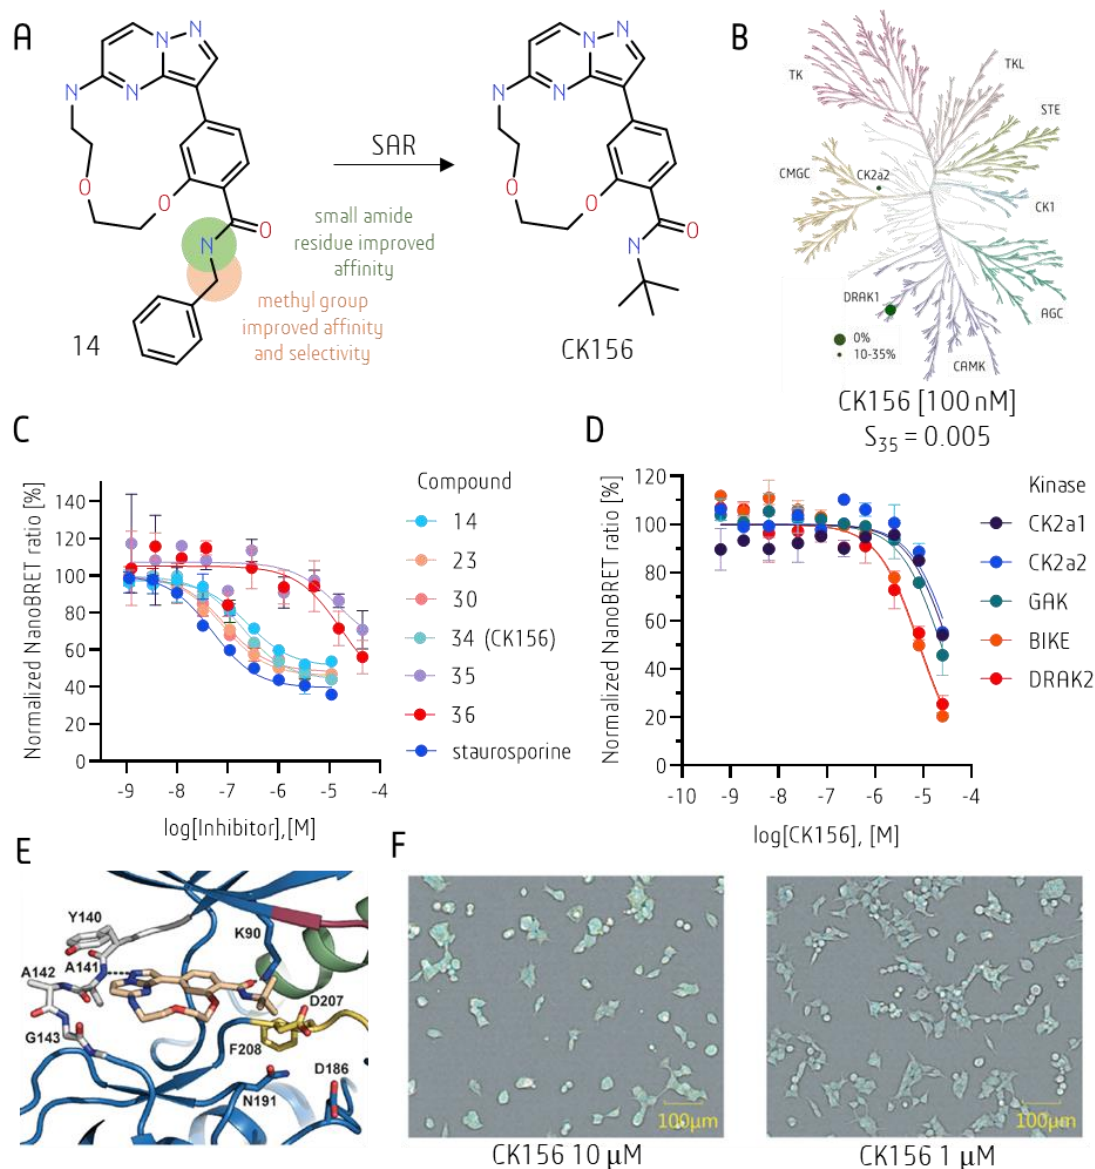 A
N
N
N
N
O
O
O
N
small amide
residue improved
affinity
methyl group
improved affinity
and selectivity
14
SAR
N
N
N
N
O
O
O
N
CK156
B
TK
TKL
STE
CMGC
CK2a2
CK1
DRAK1
AGC
CAMK
0%
10-35%
CK156 [100 nM]
S₃₅ = 0.005
C
Normalized NanoBRET ratio [%]
140
120
100
80
60
40
20
0
-9
-8
-7
-6
-5
-4
log[Inhibitor],[M]
Compound
14
23
30
34 (CK156)
35
36
staurosporine
D
Normalized NanoBRET ratio [%]
120
100
80
60
40
20
0
-10
-9
-8
-7
-6
-5
-4
log[CK156], [M]
Kinase
CK2a1
CK2a2
GAK
BIKE
DRAK2
E
Y140
K90
A141
A142
D207
G143
F208
D186
N191
F
100μm
CK156 10 μM
100μm
CK156 1 μM